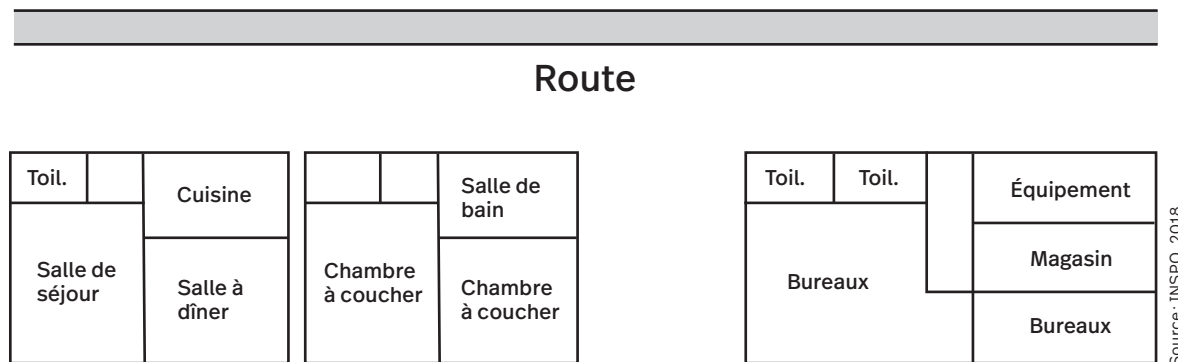 Route
Toil.
Cuisine
Salle de
séjour
Salle à
dîner
Salle de
bain
Chambre
à coucher
Chambre
à coucher
Toil.
Toil.
Équipement
Bureaux
Magasin
Bureaux
Source: INSPQ, 2018